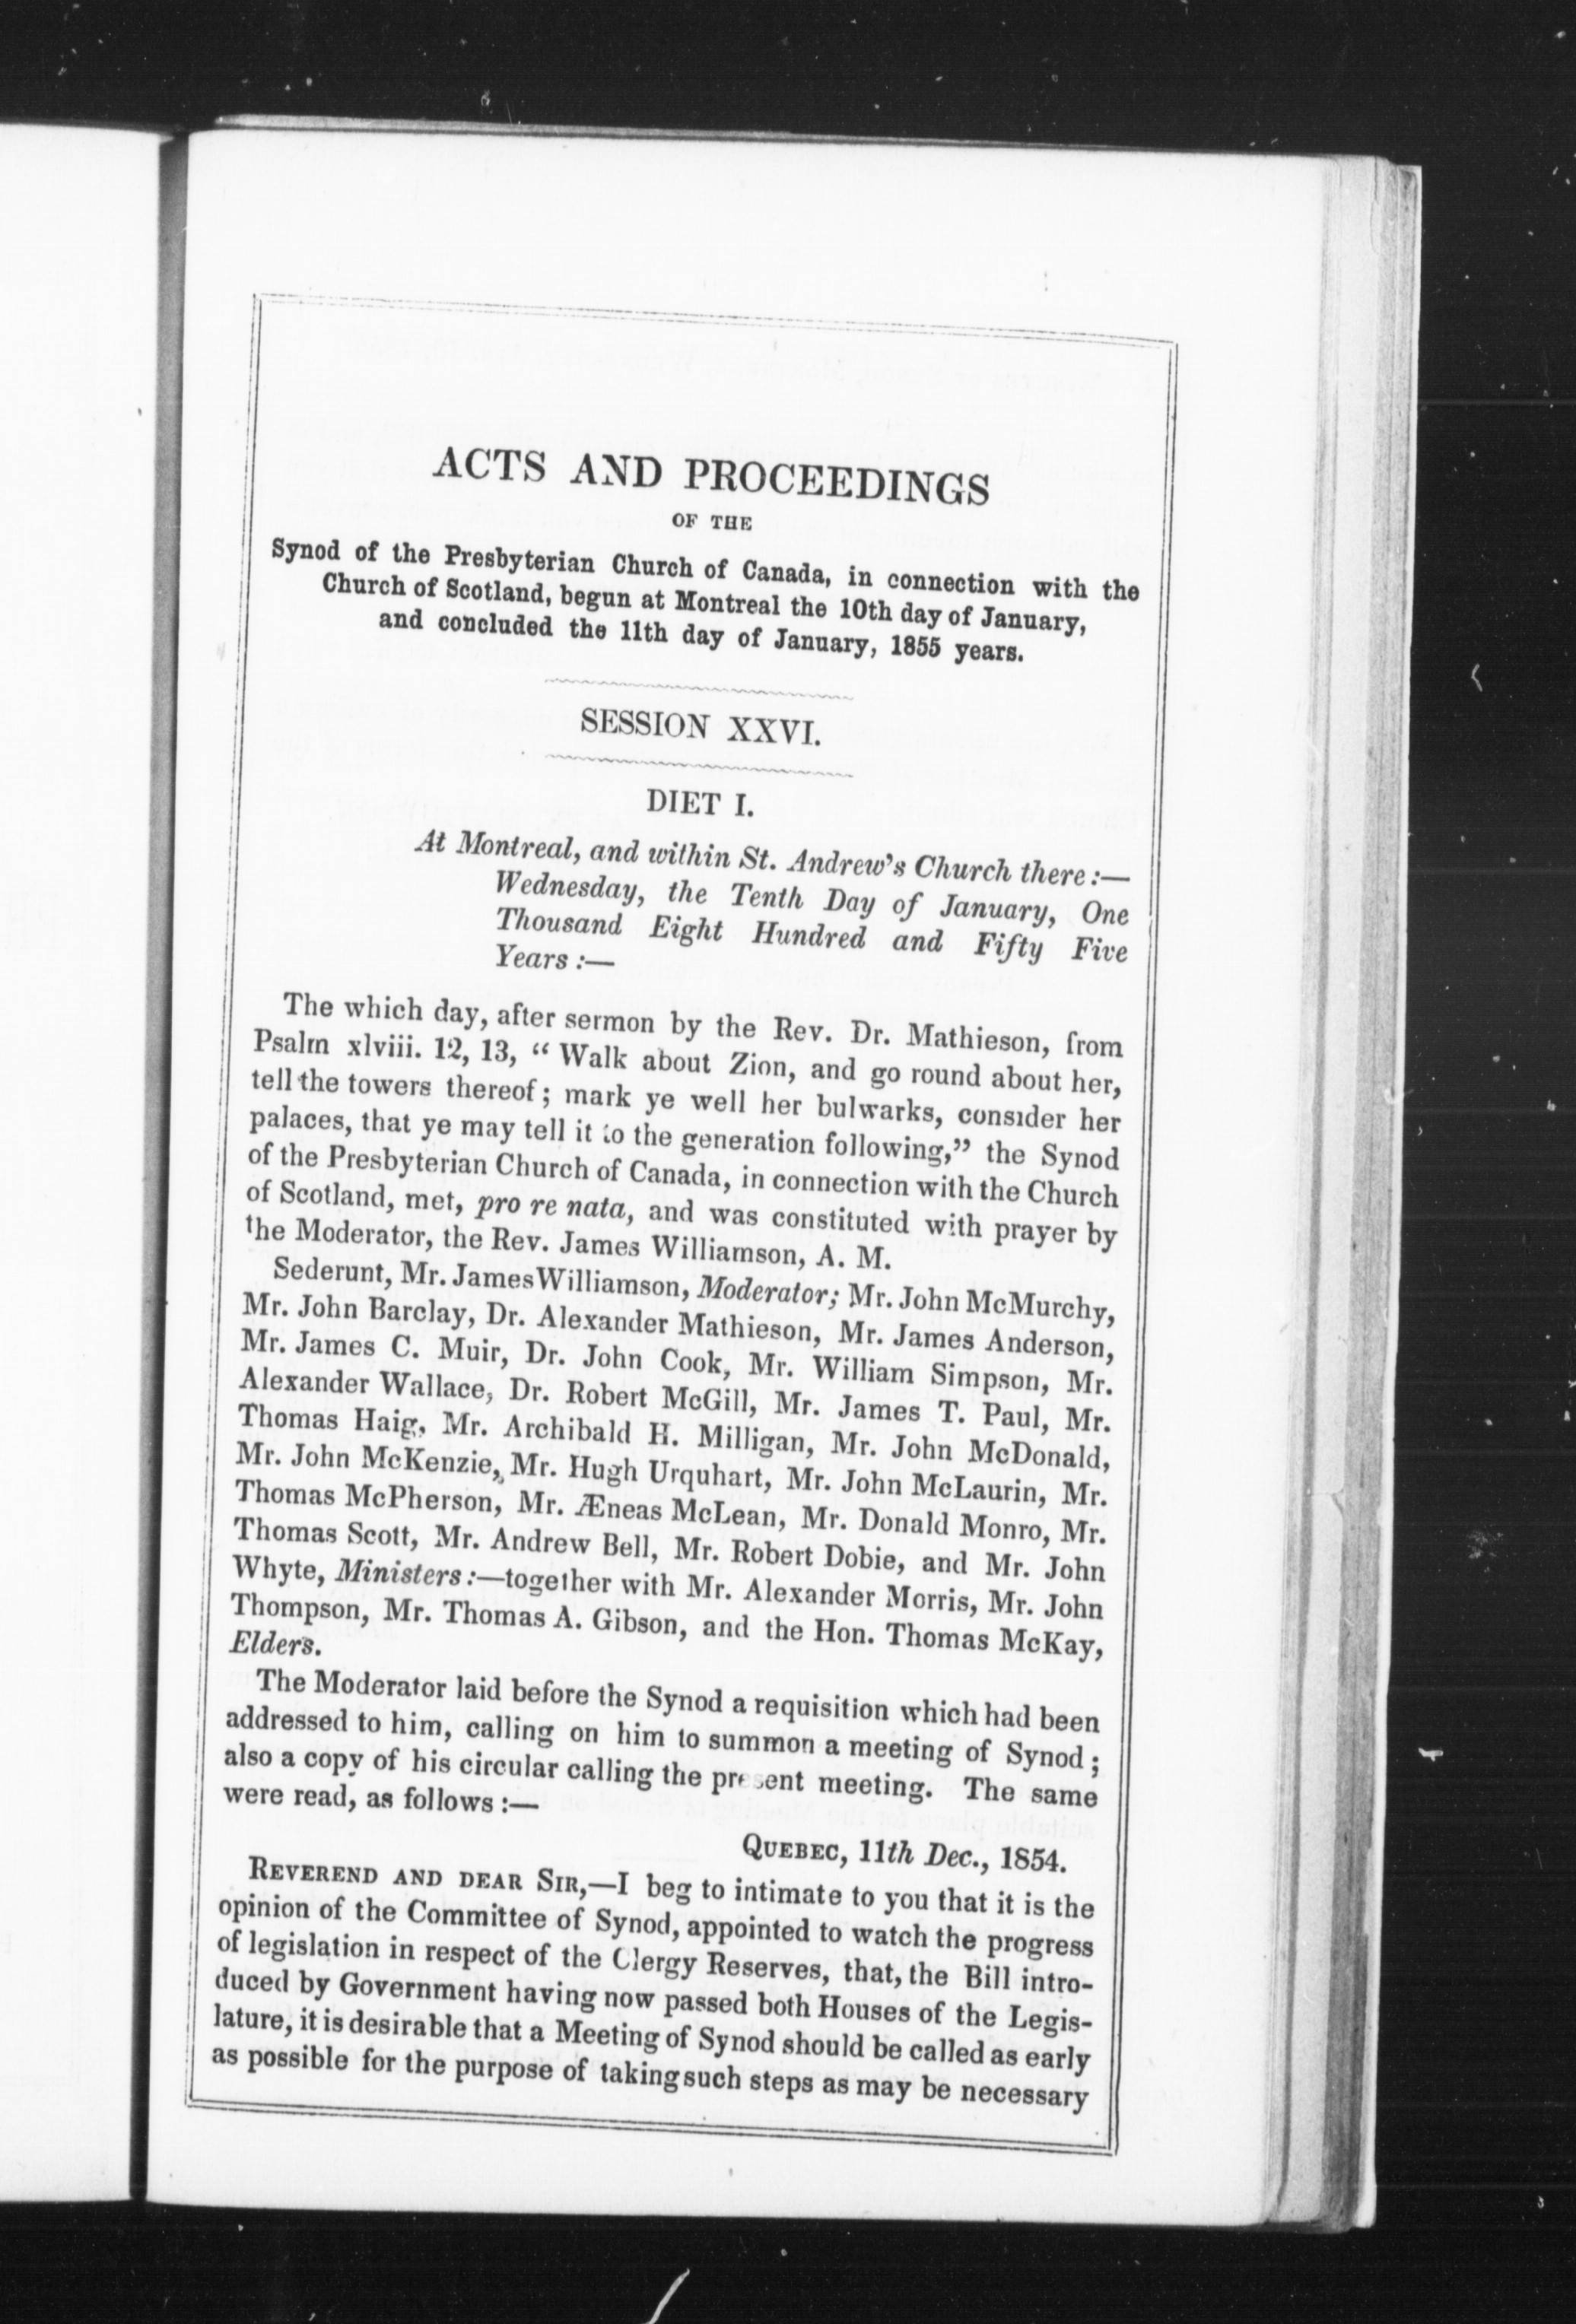 ACTS AND PROCEEDINGS
OF THE
Synod of the Presbyterian Church of Canada, in connection with the
Church of Scotland, begun at Montreal the 10th day of January,
and concluded the 11th day of January, 1855 years.
SESSION XXVI.
DIET I.
At Montreal, and within St. Andrew's Church there:—
Wednesday, the Tenth Day of January, One
Thousand Eight Hundred and Fifty Five
Years:—
The which day, after sermon by the Rev. Dr. Mathieson, from
Psalm xlviii. 12, 13, “ Walk about Zion, and go round about her,
tell the towers thereof; mark ye well her bulwarks, consider her
palaces, that ye may tell it to the generation following,” the Synod
of the Presbyterian Church of Canada, in connection with the Church
of Scotland, met, pro re nata, and was constituted with prayer by
the Moderator, the Rev. James Williamson, A. M.
Sederunt, Mr. James Williamson, Moderator; Mr. John McMurchy,
Mr. John Barclay, Dr. Alexander Mathieson, Mr. James Anderson,
Mr. James C. Muir, Dr. John Cook, Mr. William Simpson, Mr.
Alexander Wallace, Dr. Robert McGill, Mr. James T. Paul, Mr.
Thomas Haig, Mr. Archibald H. Milligan, Mr. John McDonald,
Mr. John McKenzie, Mr. Hugh Urquhart, Mr. John McLaurin, Mr.
Thomas McPherson, Mr. Æneas McLean, Mr. Donald Monro, Mr.
Thomas Scott, Mr. Andrew Bell, Mr. Robert Dobie, and Mr. John
Whyte, Ministers:—together with Mr. Alexander Morris, Mr. John
Thompson, Mr. Thomas A. Gibson, and the Hon. Thomas McKay,
Elders.
The Moderator laid before the Synod a requisition which had been
addressed to him, calling on him to summon a meeting of Synod;
also a copy of his circular calling the present meeting. The same
were read, as follows:—
QUEBEC, 11th Dec., 1854.
REVEREND AND DEAR SIR,—I beg to intimate to you that it is the
opinion of the Committee of Synod, appointed to watch the progress
of legislation in respect of the Clergy Reserves, that, the Bill intro-
duced by Government having now passed both Houses of the Legis-
lature, it is desirable that a Meeting of Synod should be called as early
as possible for the purpose of taking such steps as may be necessary